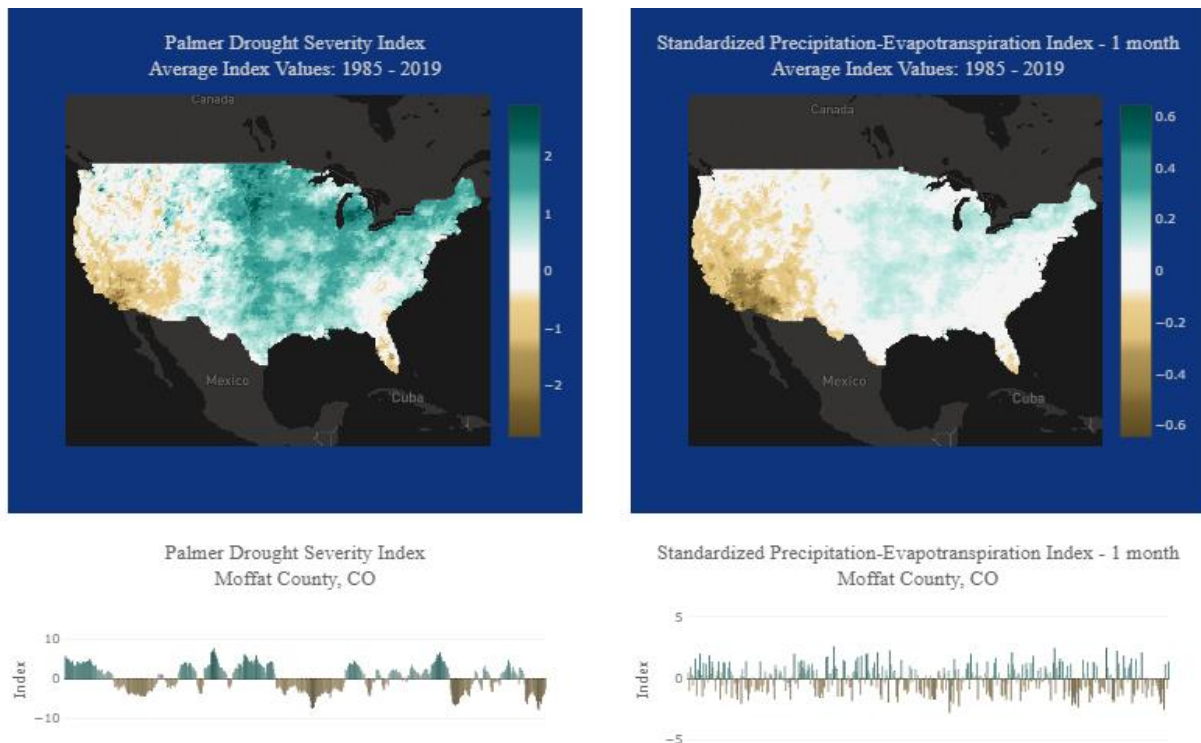 Palmer Drought Severity Index
Average Index Values: 1985 - 2019
Canada
Mexico
Cuba
2
1
0
−1
−2
Standardized Precipitation-Evapotranspiration Index - 1 month
Average Index Values: 1985 - 2019
Canada
Mexico
Cuba
0.6
0.4
0.2
0
−0.2
−0.4
−0.6
Palmer Drought Severity Index
Moffat County, CO
Index
10
0
−10
Standardized Precipitation-Evapotranspiration Index - 1 month
Moffat County, CO
Index
5
0
−5